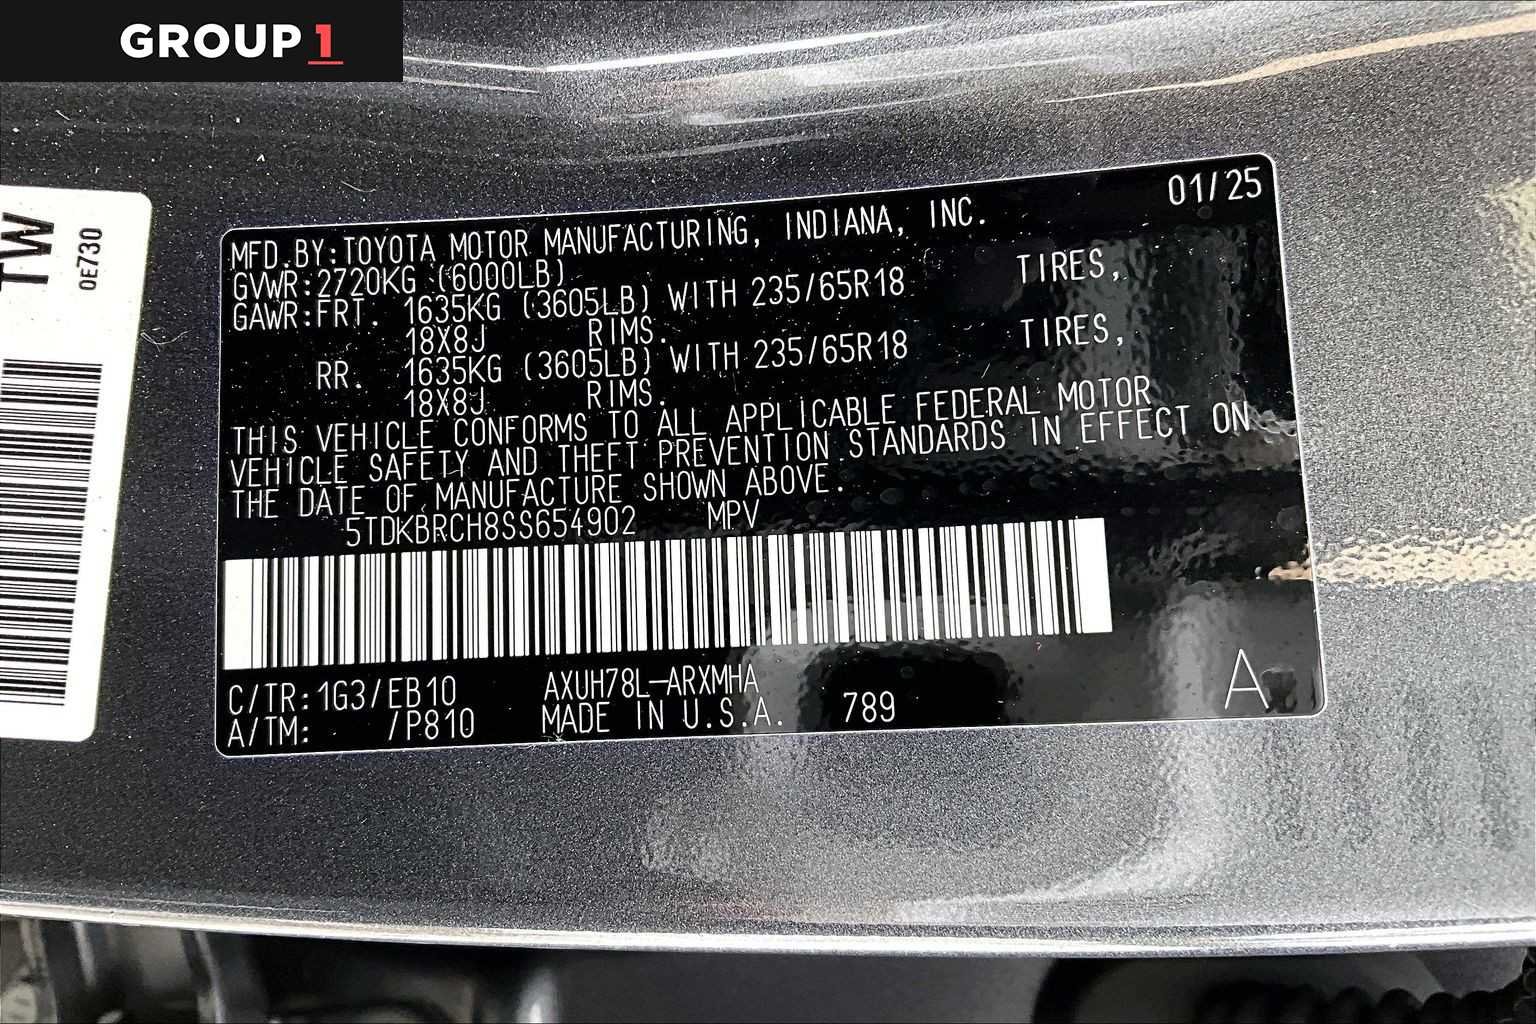 GROUP 1
TW
0E730
01/25
MFD.BY:TOYOTA MOTOR MANUFACTURING, INDIANA, INC.
GVWR:2720KG (6000LB)
GAWR:FRT. 1635KG (3605LB) WITH 235/65R18 TIRES,
18X8J RIMS.
RR. 1635KG (3605LB) WITH 235/65R18 TIRES,
18X8J RIMS.
THIS VEHICLE CONFORMS TO ALL APPLICABLE FEDERAL MOTOR
VEHICLE SAFETY AND THEFT PREVENTION STANDARDS IN EFFECT ON
THE DATE OF MANUFACTURE SHOWN ABOVE.
5TDKBRCH8SS654902 MPV
C/TR:1G3/EB10 AXUH78L-ARXMHA
A/TM: /P810 MADE IN U.S.A. 789
A